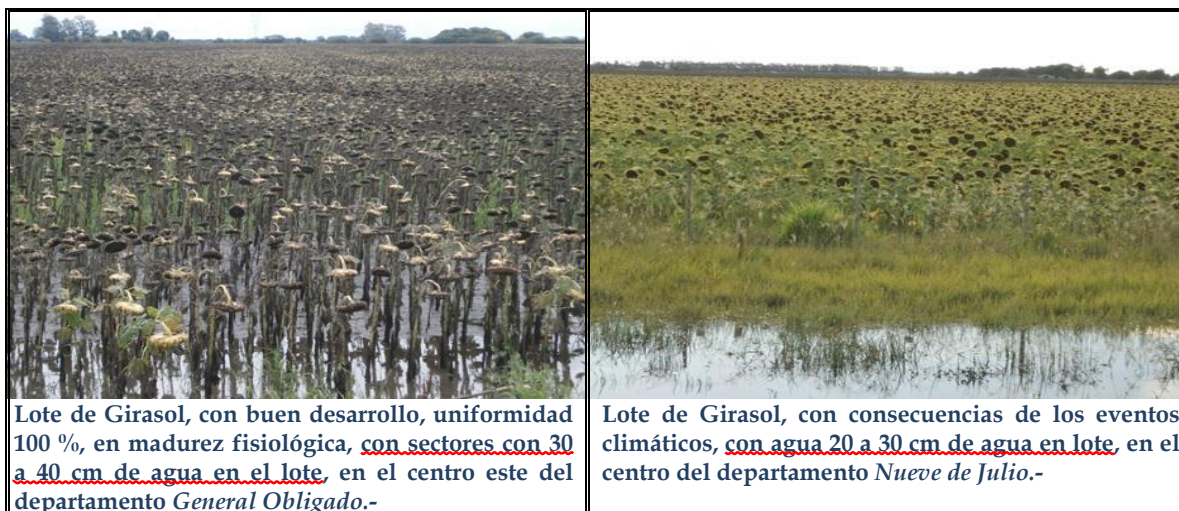 Lote de Girasol, con buen desarrollo, uniformidad
100 %, en madurez fisiológica, con sectores con 30
a 40 cm de agua en el lote, en el centro este del
departamento General Obligado.-
Lote de Girasol, con consecuencias de los eventos
climáticos, con agua 20 a 30 cm de agua en lote, en el
centro del departamento Nueve de Julio.-